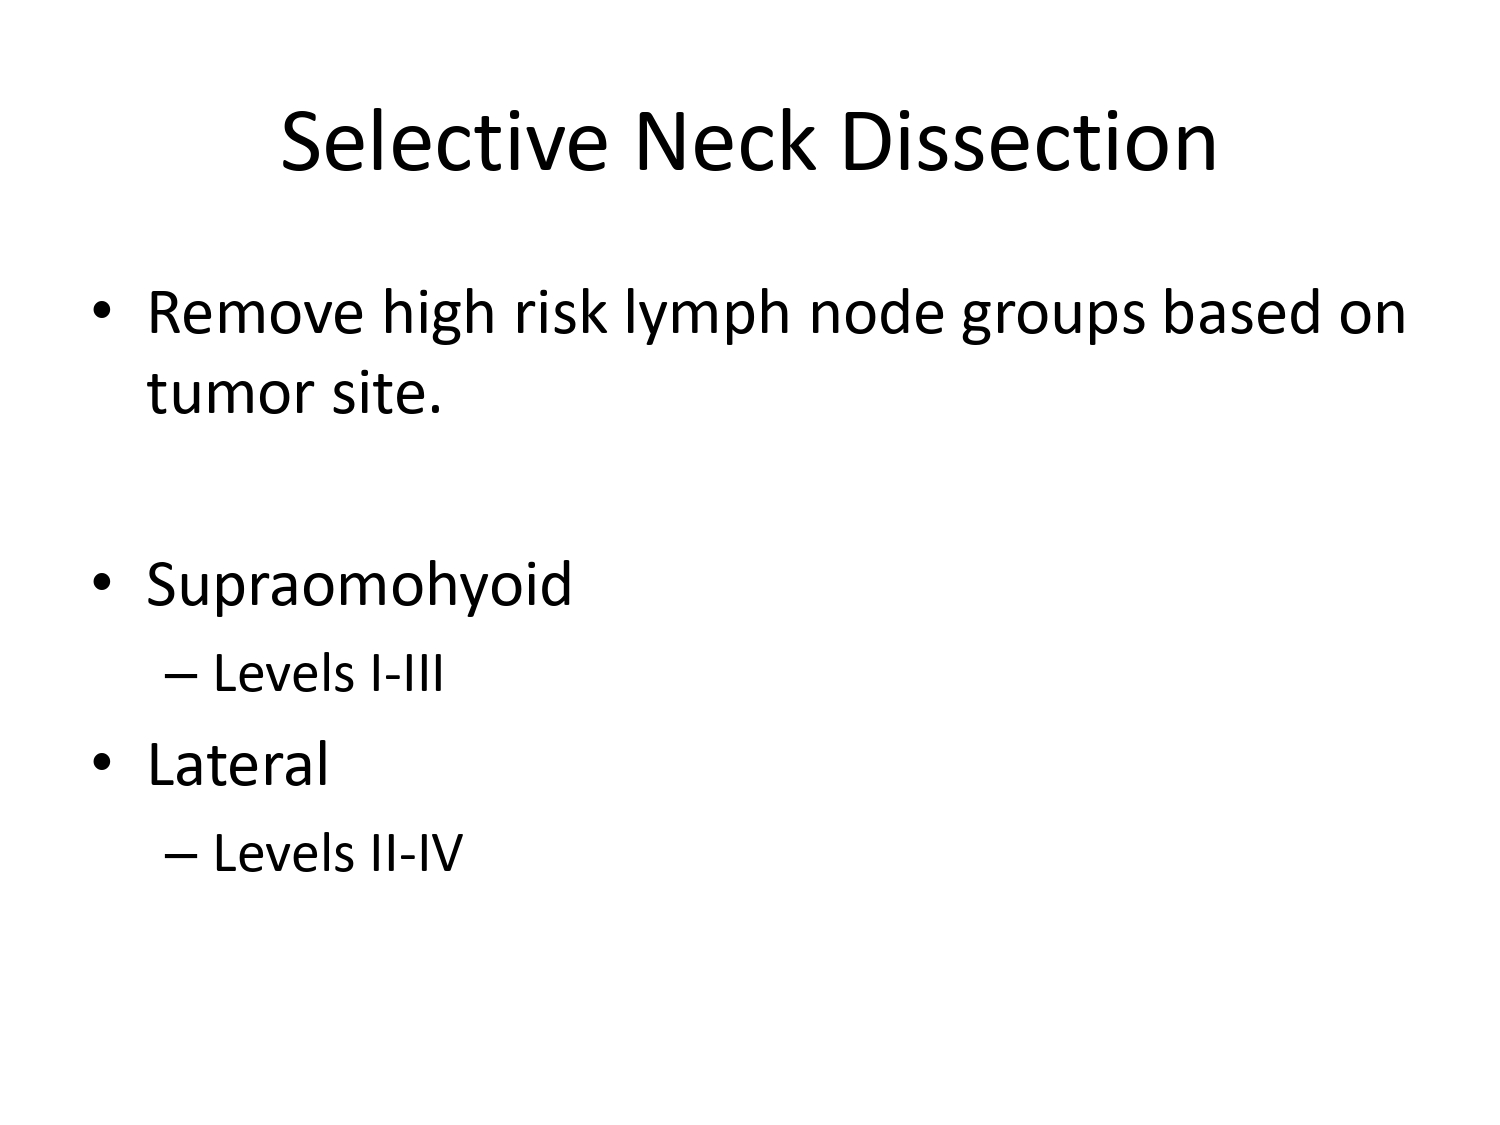 Selective Neck Dissection
• Remove high risk lymph node groups based on
tumor site.
• Supraomohyoid
– Levels I-III
• Lateral
– Levels II-IV